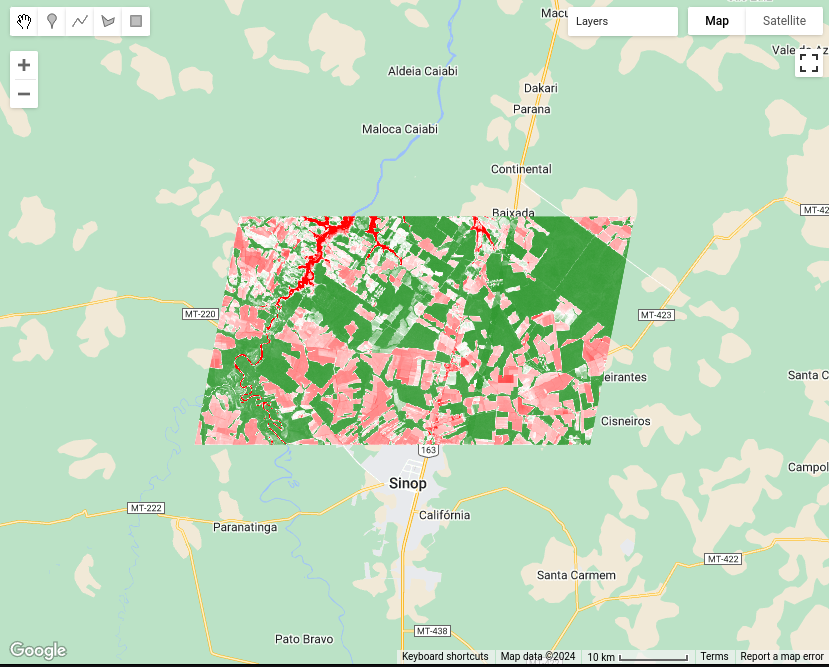 Macu
Layers
Map
Satellite
Vale do Az
Aldeia Caiabi
Dakari
Parana
Maloca Caiabi
Continental
Baixada
MT-42
MT-220
MT-423
eirantes
Santa C
Cisneiros
163
Campol
Sinop
MT-222
Califórnia
Paranatinga
MT-422
Santa Carmem
MT-438
Pato Bravo
Google
Keyboard shortcuts
Map data ©2024
10 km
Terms
Report a map error